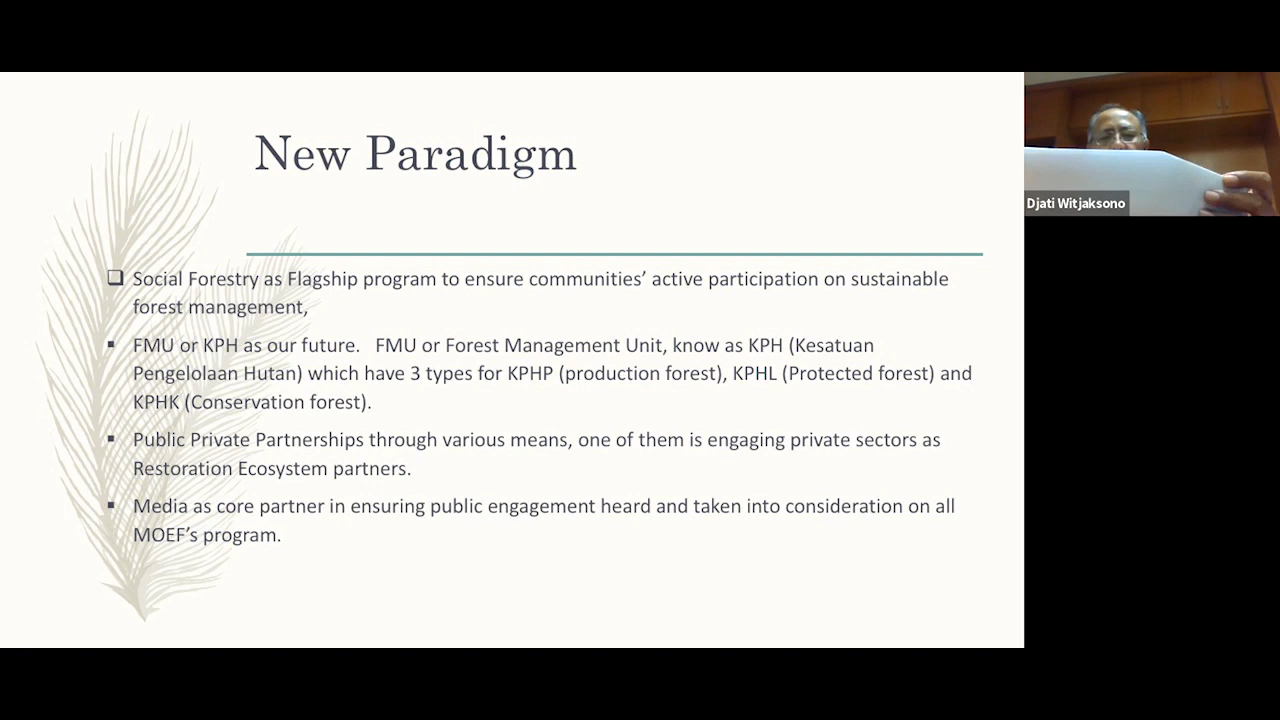 New Paradigm
Social Forestry as Flagship program to ensure communities’ active participation on sustainable
forest management,
FMU or KPH as our future.   FMU or Forest Management Unit, know as KPH (Kesatuan
Pengelolaan Hutan) which have 3 types for KPHP (production forest), KPHL (Protected forest) and
KPHK (Conservation forest).
Public Private Partnerships through various means, one of them is engaging private sectors as
Restoration Ecosystem partners.
Media as core partner in ensuring public engagement heard and taken into consideration on all
MOEF’s program.
Djati Witjaksono